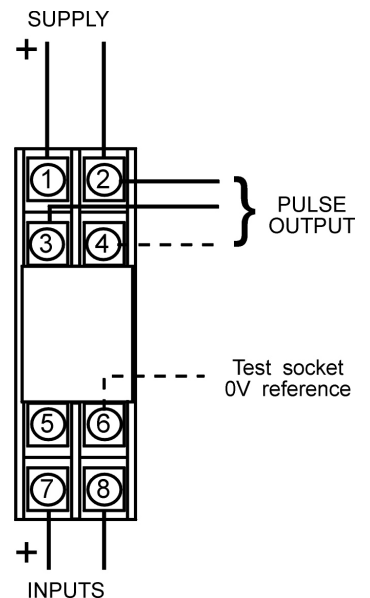 SUPPLY
+
1 2
PULSE
OUTPUT
3 4
Test socket
0V reference
5 6
7 8
+
INPUTS